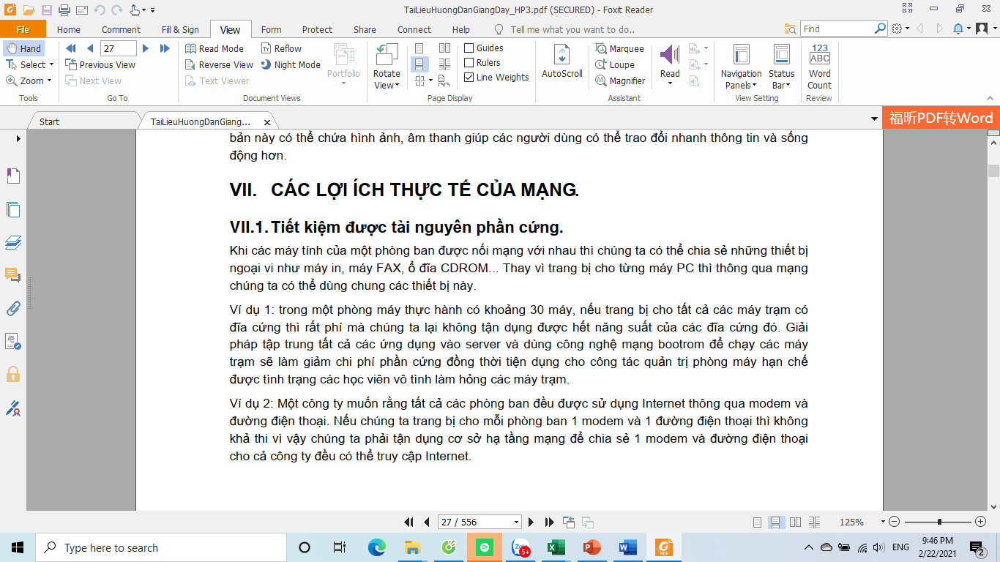 TaiLieuHuongDanGiangDay_HP3.pdf (SECURED) - Foxit Reader
File Home Comment Fill & Sign View Form Protect Share Connect Help Tell me what you want to do.. Find
Hand 27 Read Mode Reflow Guides Marquee
Select Previous View Reverse View Night Mode Rulers Loupe
Zoom Next View Text Viewer Portfolio Rotate View Line Weights AutoScroll Magnifier Read Navigation Panels Status Bar 123 ABC Word Count
Tools Go To Document Views Page Display Assistant View Setting Review
Start TaiLieuHuongDanGiang... 福昕PDF转Word
bản này có thể chứa hình ảnh, âm thanh giúp các người dùng có thể trao đổi nhanh thông tin và sống
động hơn.
VII. CÁC LỢI ÍCH THỰC TẾ CỦA MẠNG.
VII.1. Tiết kiệm được tài nguyên phần cứng.
Khi các máy tính của một phòng ban được nối mạng với nhau thì chúng ta có thể chia sẻ những thiết bị
ngoại vi như máy in, máy FAX, ổ đĩa CDROM... Thay vì trang bị cho từng máy PC thì thông qua mạng
chúng ta có thể dùng chung các thiết bị này.
Ví dụ 1: trong một phòng máy thực hành có khoảng 30 máy, nếu trang bị cho tất cả các máy trạm có
đĩa cứng thì rất phí mà chúng ta lại không tận dụng được hết năng suất của các đĩa cứng đó. Giải
pháp tập trung tất cả các ứng dụng vào server và dùng công nghệ mạng bootrom để chạy các máy
trạm sẽ làm giảm chi phí phần cứng đồng thời tiện dụng cho công tác quản trị phòng máy hạn chế
được tình trạng các học viên vô tình làm hỏng các máy trạm.
Ví dụ 2: Một công ty muốn rằng tất cả các phòng ban đều được sử dụng Internet thông qua modem và
đường điện thoại. Nếu chúng ta trang bị cho mỗi phòng ban 1 modem và 1 đường điện thoại thì không
khả thi vì vậy chúng ta phải tận dụng cơ sở hạ tầng mạng để chia sẻ 1 modem và đường điện thoại
cho cả công ty đều có thể truy cập Internet.
27 / 556 125%
Type here to search Zalo 5+ ENG 9:46 PM
2/22/2021 2